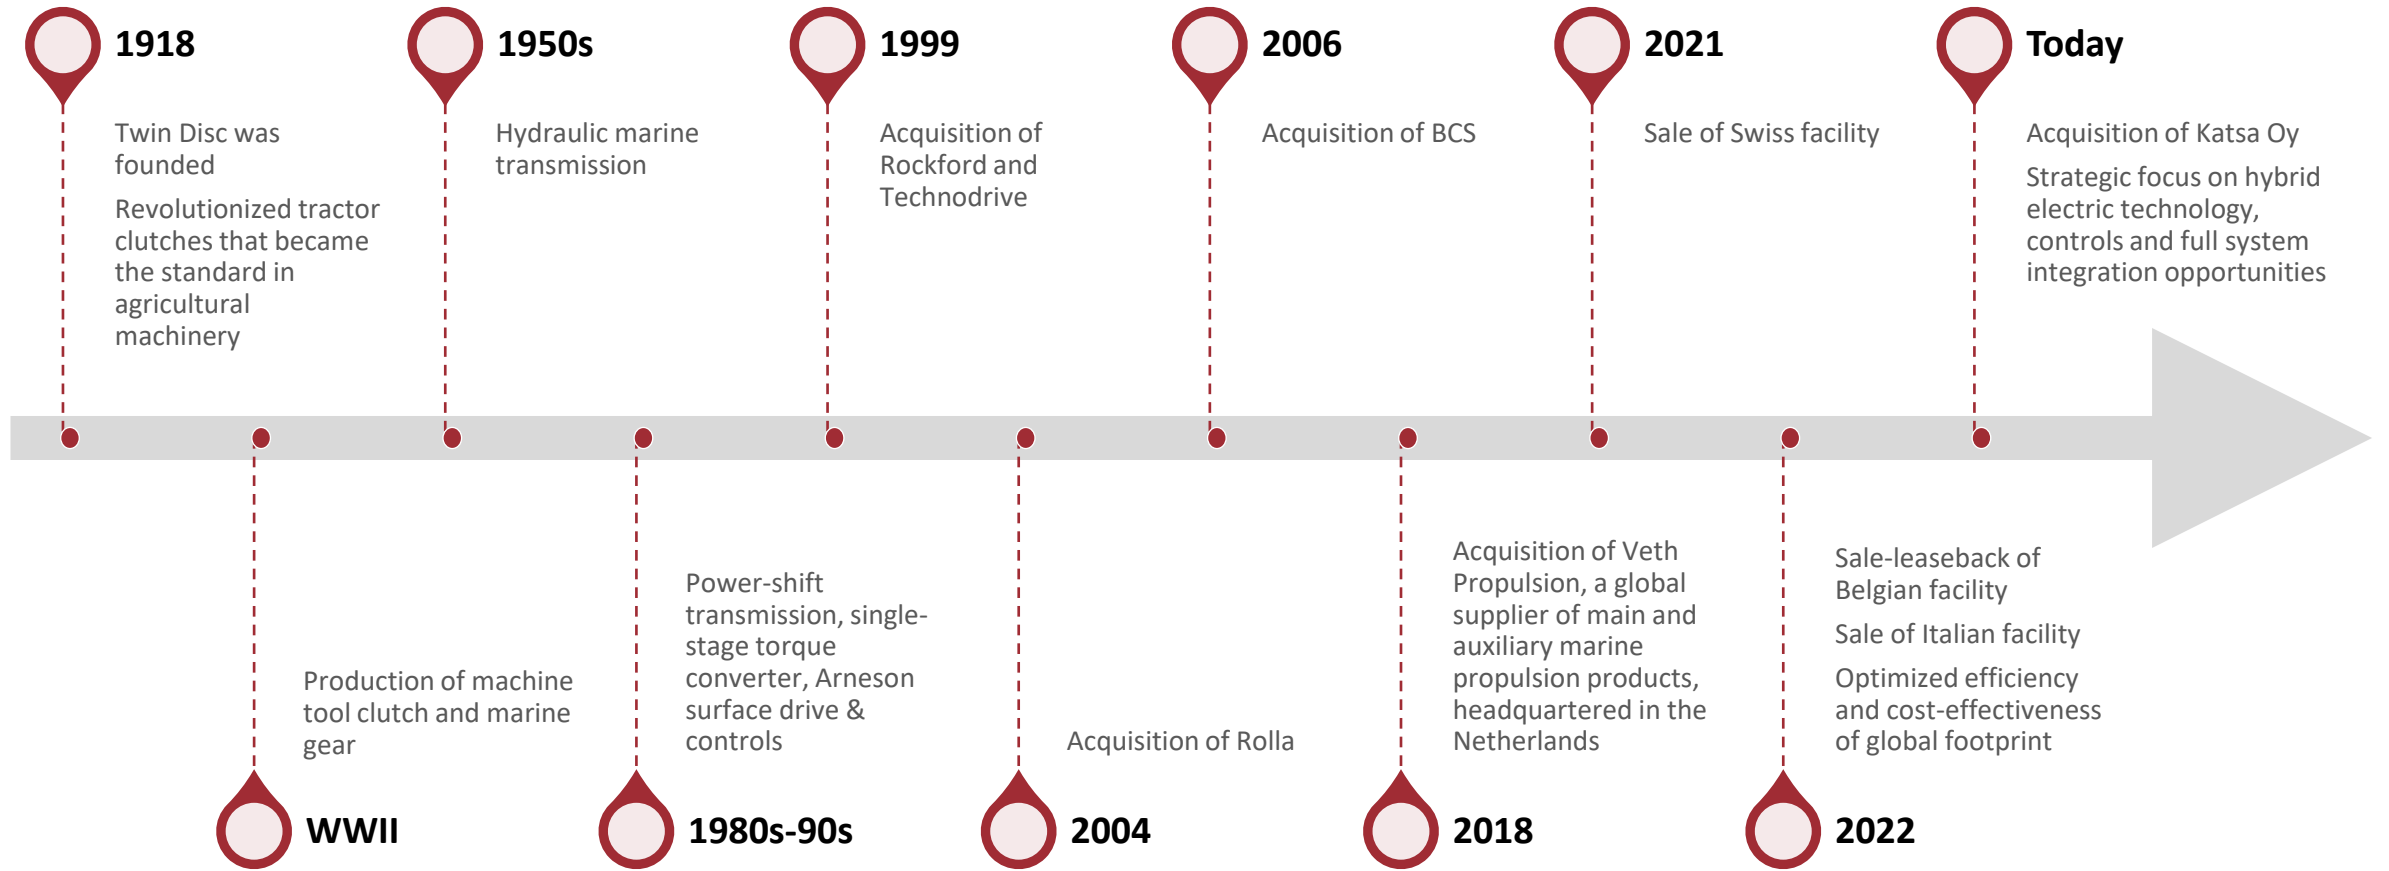 1918
Twin Disc was
founded
Revolutionized tractor
clutches that became
the standard in
agricultural
machinery
WWII
Production of machine
tool clutch and marine
gear
1950s
Hydraulic marine
transmission
1980s-90s
Power-shift
transmission, single-
stage torque
converter, Arneson
surface drive &
controls
1999
Acquisition of
Rockford and
Technodrive
2004
Acquisition of Rolla
2006
Acquisition of BCS
2018
Acquisition of Veth
Propulsion, a global
supplier of main and
auxiliary marine
propulsion products,
headquartered in the
Netherlands
2021
Sale of Swiss facility
2022
Sale-leaseback of
Belgian facility
Sale of Italian facility
Optimized efficiency
and cost-effectiveness
of global footprint
Today
Acquisition of Katsa Oy
Strategic focus on hybrid
electric technology,
controls and full system
integration opportunities